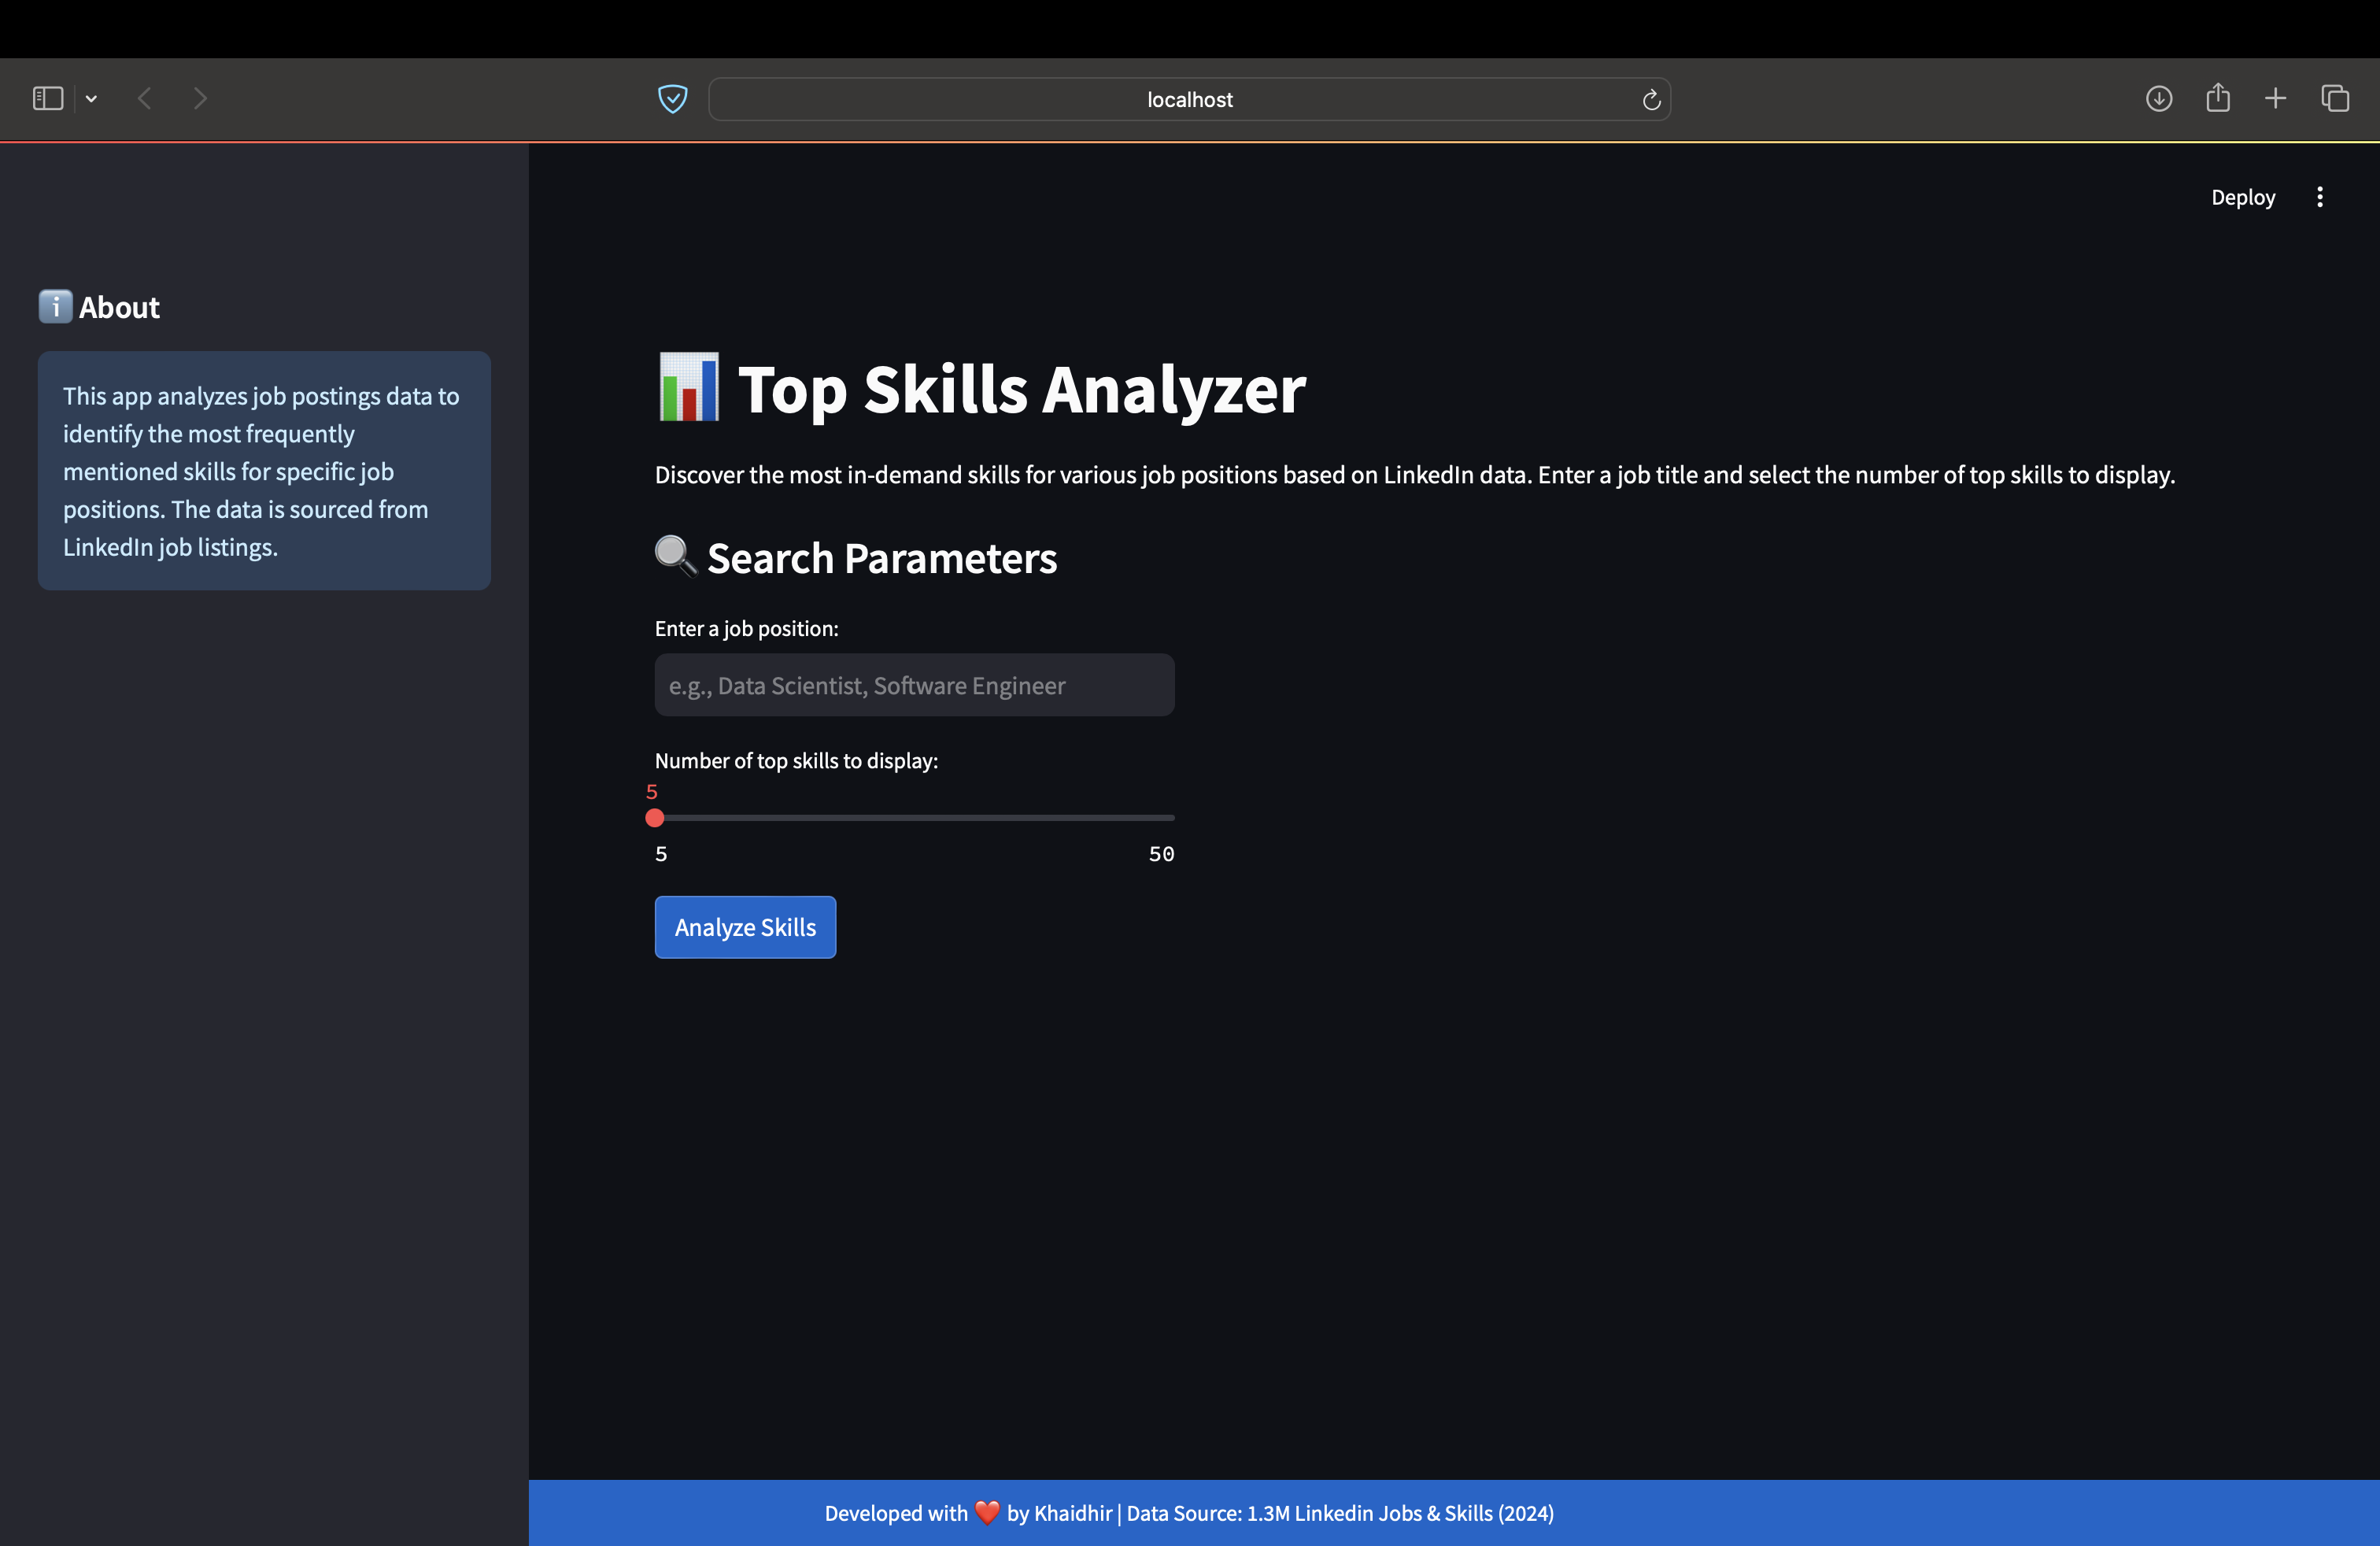 localhost
Deploy
About
This app analyzes job postings data to
identify the most frequently
mentioned skills for specific job
positions. The data is sourced from
LinkedIn job listings.
Top Skills Analyzer
Discover the most in-demand skills for various job positions based on LinkedIn data. Enter a job title and select the number of top skills to display.
Search Parameters
Enter a job position:
e.g., Data Scientist, Software Engineer
Number of top skills to display:
5
5 50
Analyze Skills
Developed with ❤️ by Khaidhir | Data Source: 1.3M Linkedin Jobs & Skills (2024)